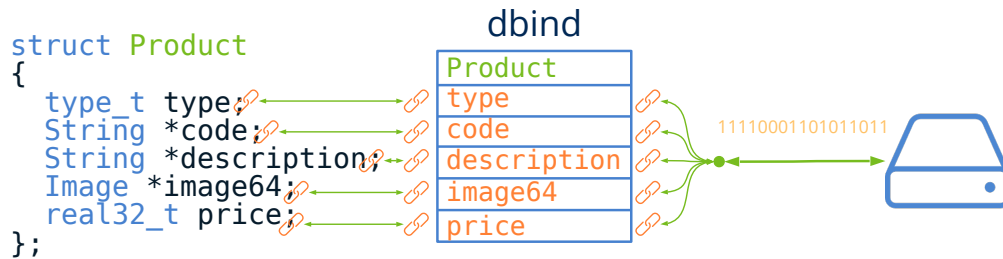 dbind
struct Product
{
type_t type;
String *code;
String *description;
Image *image64;
real32_t price;
};
Product
type
code
description
image64
price
11110001101011011